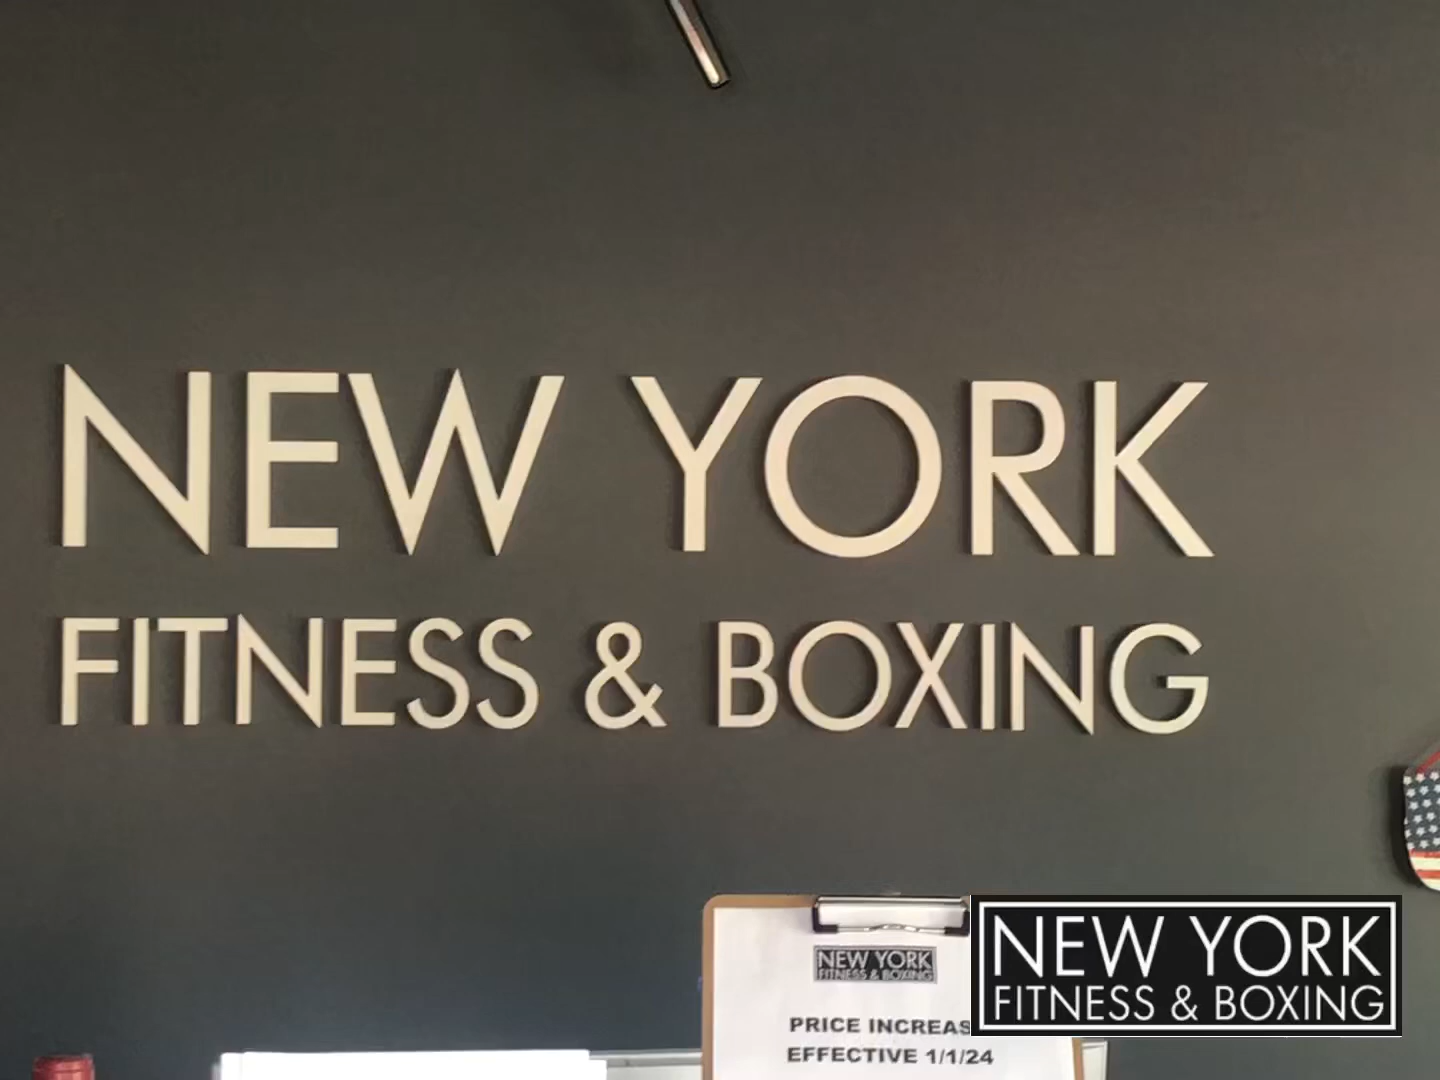 NEW YORK
FITNESS & BOXING
NEW YORK
FITNESS & BOXING
PRICE INCREAS
EFFECTIVE 1/1/24
NEW YORK
FITNESS & BOXING